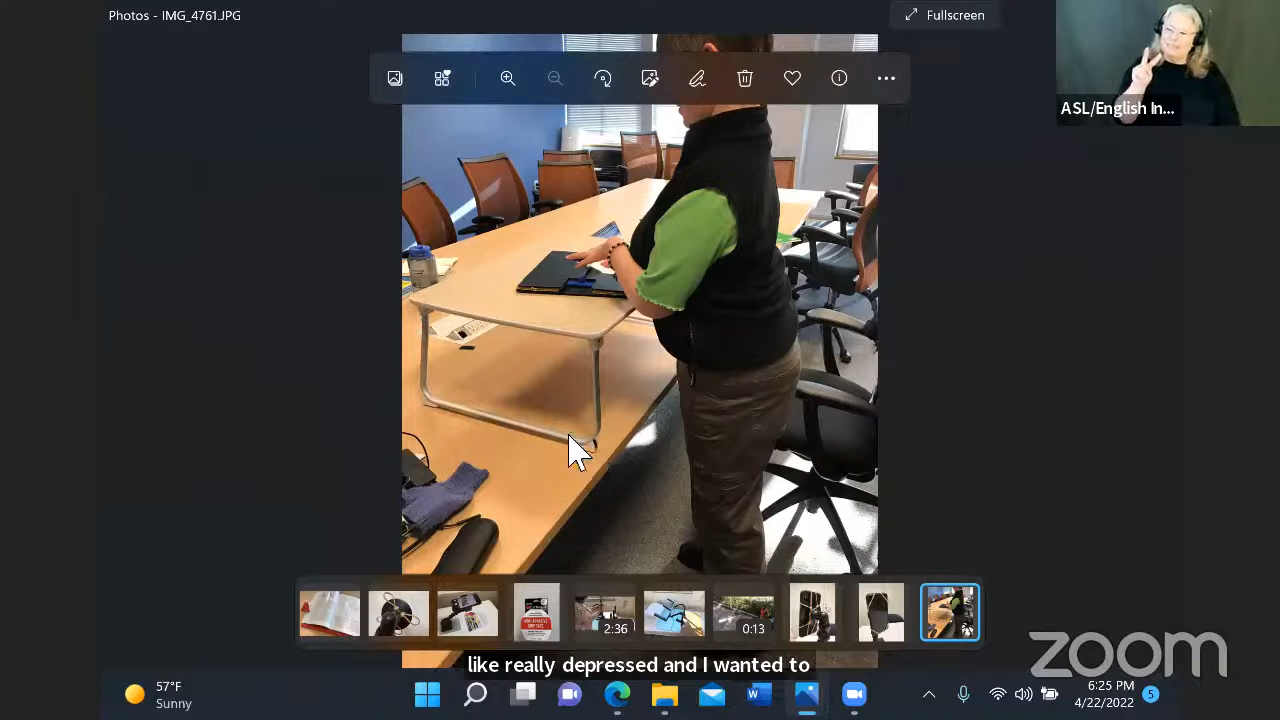 Photos - IMG_4761.JPG
Fullscreen
ASL/English In...
2:36
0:13
like really depressed and I wanted to
zoom
57°F
Sunny
W
6:25 PM
4/22/2022
5